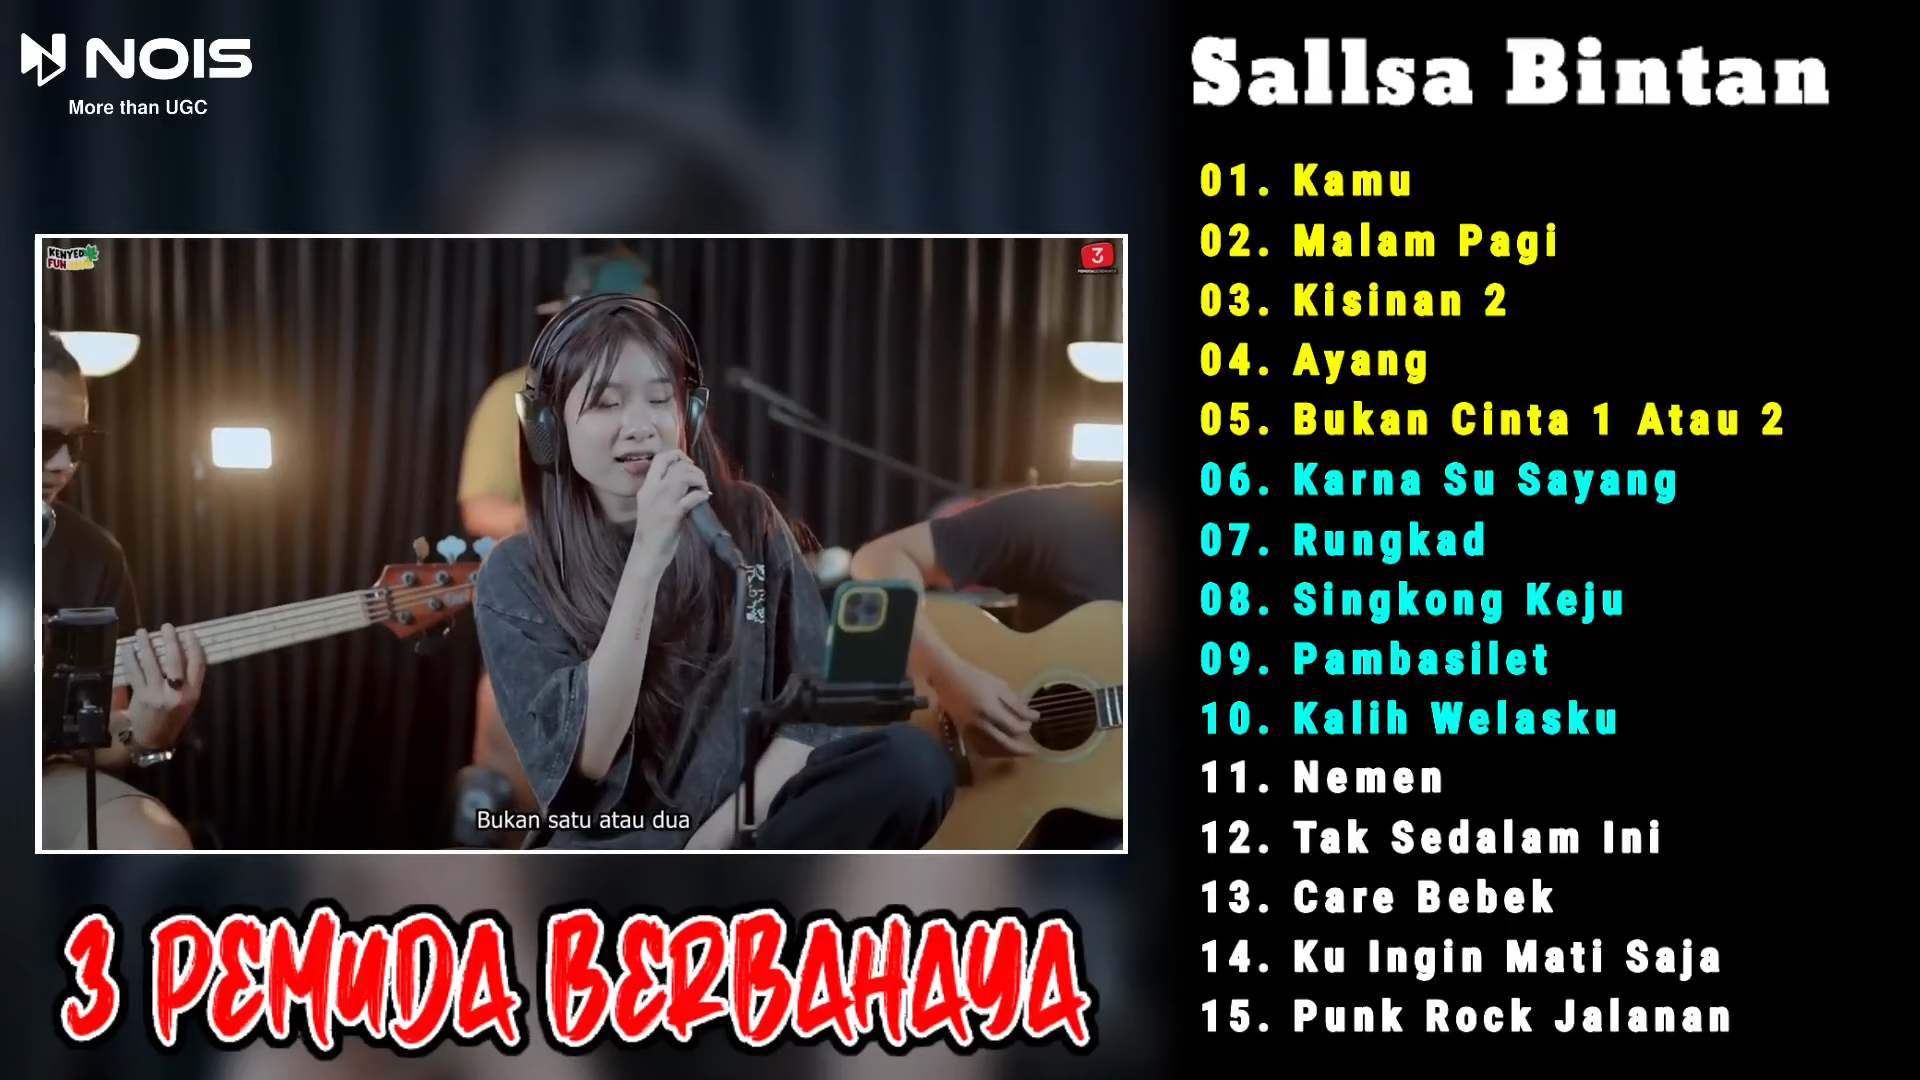 NOIS
More than UGC
Sallsa Bintan
01. Kamu
02. Malam Pagi
03. Kisinan 2
04. Ayang
05. Bukan Cinta 1 Atau 2
06. Karna Su Sayang
07. Rungkad
08. Singkong Keju
09. Pambasilet
10. Kalih Welasku
11. Nemen
12. Tak Sedalam Ini
13. Care Bebek
14. Ku Ingin Mati Saja
15. Punk Rock Jalanan
KENYED
FUN
3
Bukan satu atau dua
3 PEMUDA BERBAHAYA